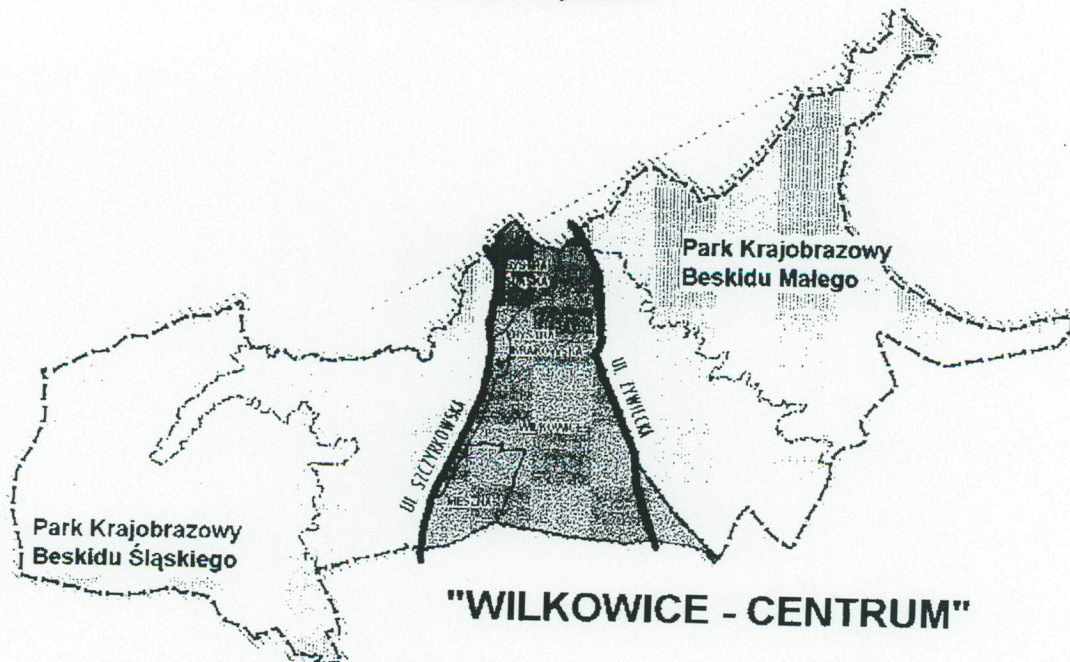 Park Krajobrazowy
Beskidu Małego
UL. SZCZYRKOWSKA
UL. ŻYWIECKA
Park Krajobrazowy
Beskidu Śląskiego
"WILKOWICE - CENTRUM"